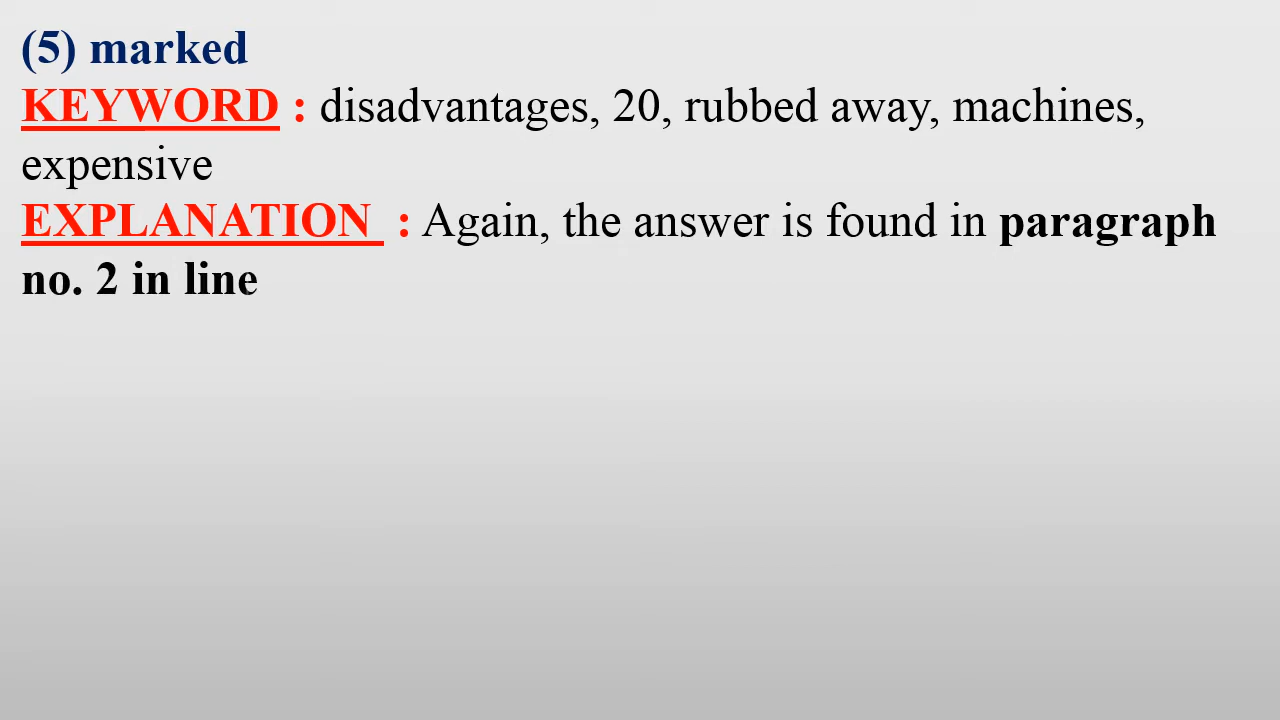 (5) marked
KEYWORD : disadvantages, 20, rubbed away, machines,
expensive
EXPLANATION : Again, the answer is found in paragraph
no. 2 in line